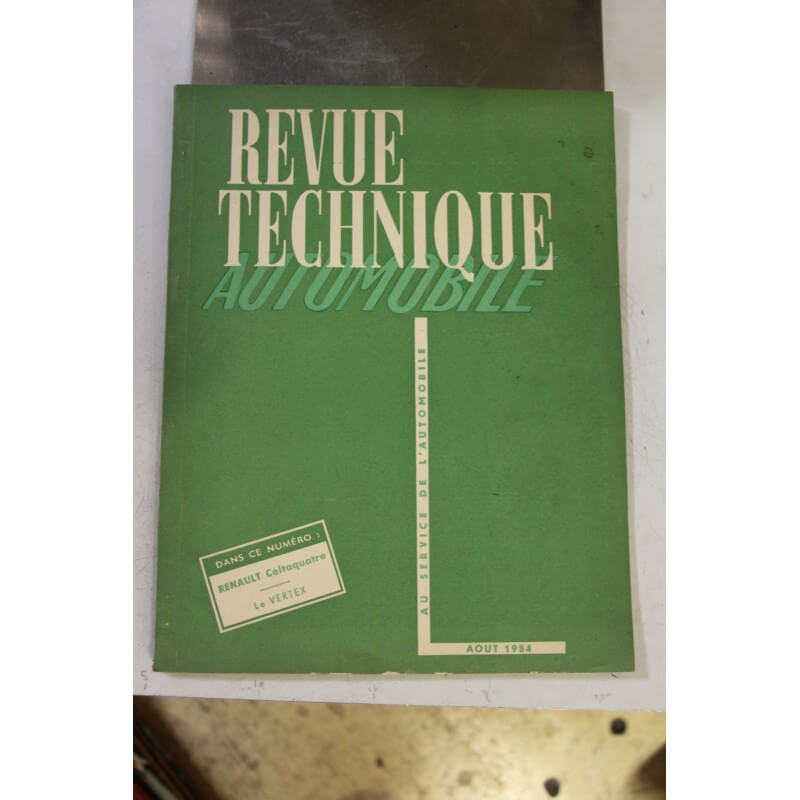 REVUE
TECHNIQUE
AUTOMOBILE
AU SERVICE DE L'AUTOMOBILE
DANS CE NUMÉRO :
RENAULT Celtaquatre
Le VERTEX
AOUT 1954